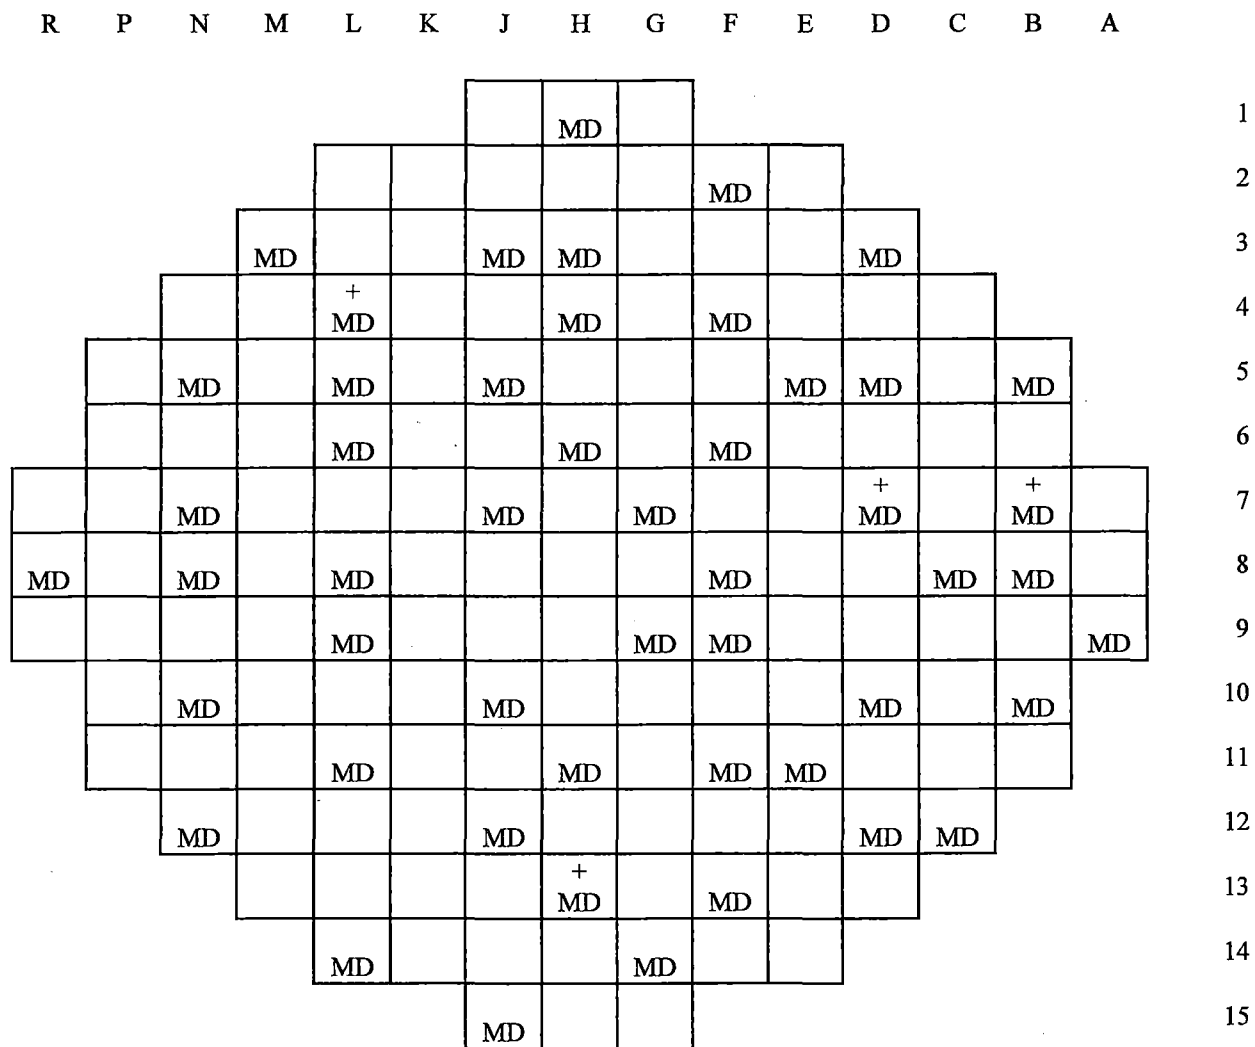 R P N M L K J H G F E D C B A
1
MD
2
MD
3
MD MD MD MD
+
4
MD MD MD
5
MD MD MD MD MD MD
6
MD MD MD
+ +
7
MD MD MD MD MD
8
MD MD MD MD MD MD
9
MD MD MD MD
10
MD MD MD MD
11
MD MD MD MD
12
MD MD MD MD
+
13
MD MD
14
MD MD
15
MD